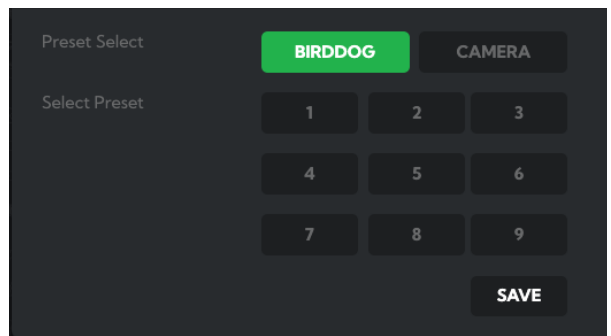 Preset Select BIRDDOG CAMERA
Select Preset 1 2 3
4 5 6
7 8 9
SAVE